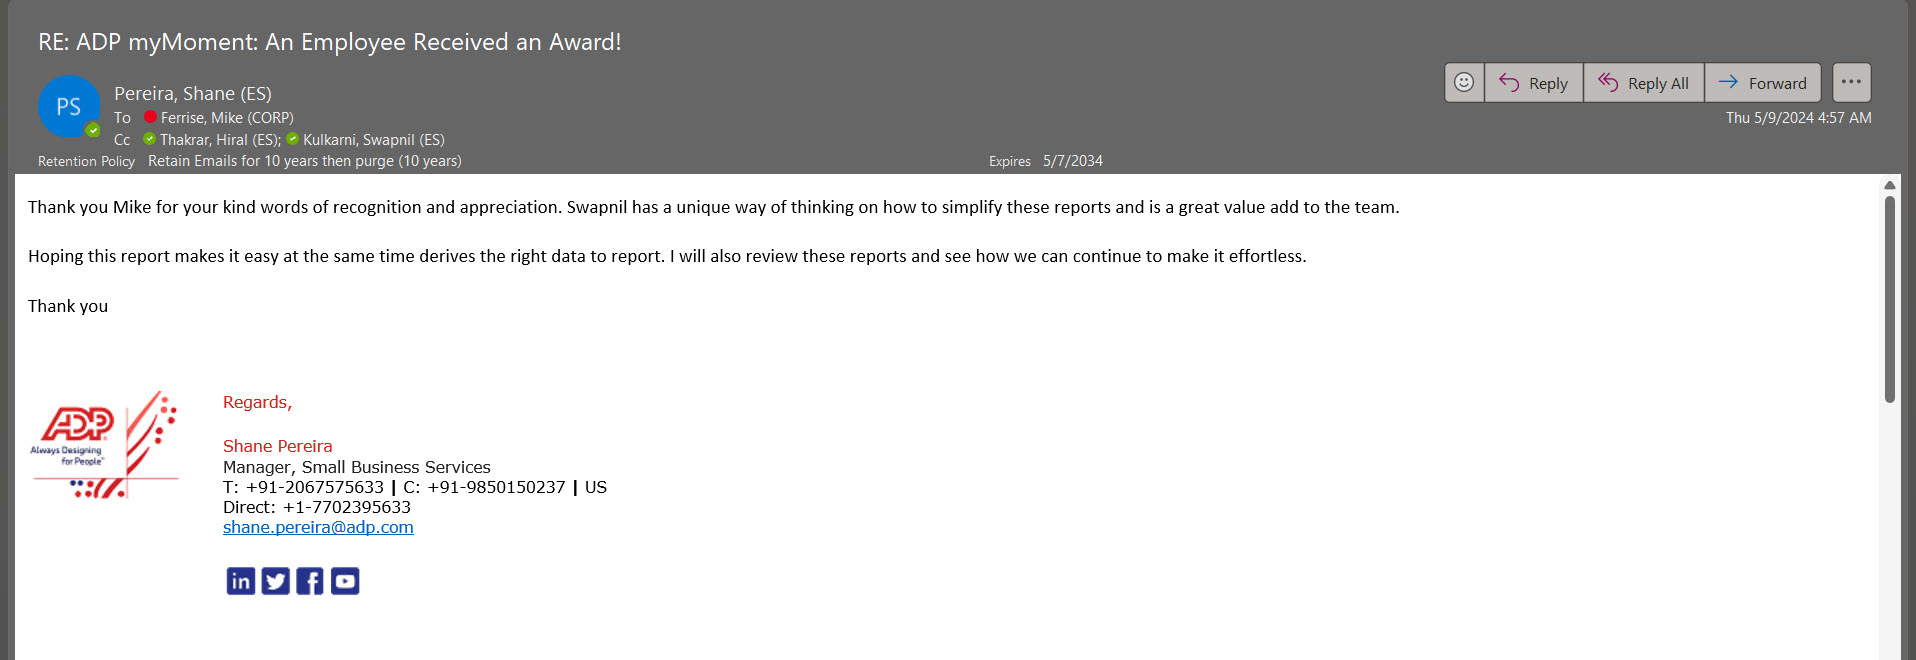 RE: ADP myMoment: An Employee Received an Award!
PS
Pereira, Shane (ES)
To Ferrise, Mike (CORP)
Cc Thakrar, Hiral (ES); Kulkarni, Swapnil (ES)
Retention Policy Retain Emails for 10 years then purge (10 years)
Expires 5/7/2034
Reply
Reply All
Forward
Thu 5/9/2024 4:57 AM
Thank you Mike for your kind words of recognition and appreciation. Swapnil has a unique way of thinking on how to simplify these reports and is a great value add to the team.
Hoping this report makes it easy at the same time derives the right data to report. I will also review these reports and see how we can continue to make it effortless.
Thank you
ADP
Always Designing
for People™
Regards,
Shane Pereira
Manager, Small Business Services
T: +91-2067575633 | C: +91-9850150237 | US
Direct: +1-7702395633
shane.pereira@adp.com
in